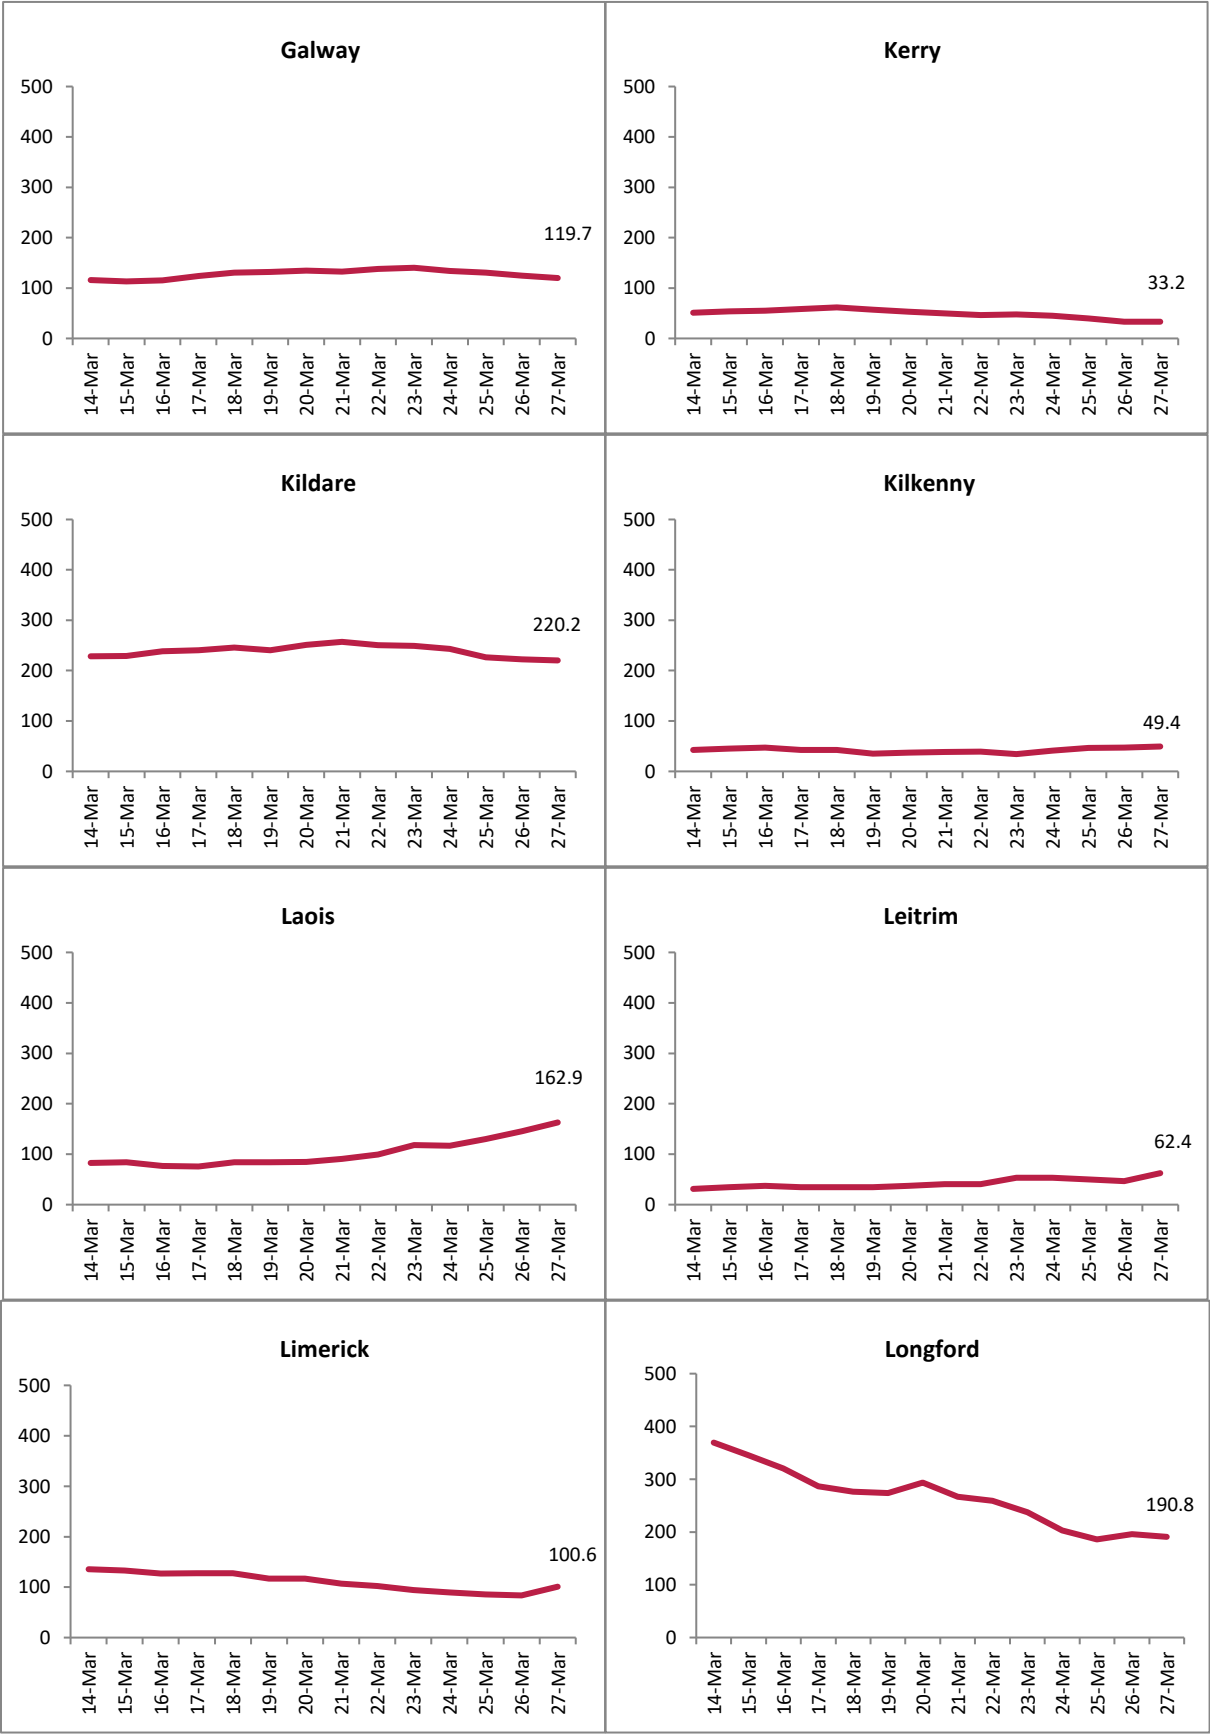 Galway
500
400
300
200
100
0
119.7
14-Mar
15-Mar
16-Mar
17-Mar
18-Mar
19-Mar
20-Mar
21-Mar
22-Mar
23-Mar
24-Mar
25-Mar
26-Mar
27-Mar
Kerry
500
400
300
200
100
0
33.2
14-Mar
15-Mar
16-Mar
17-Mar
18-Mar
19-Mar
20-Mar
21-Mar
22-Mar
23-Mar
24-Mar
25-Mar
26-Mar
27-Mar
Kildare
500
400
300
200
100
0
220.2
14-Mar
15-Mar
16-Mar
17-Mar
18-Mar
19-Mar
20-Mar
21-Mar
22-Mar
23-Mar
24-Mar
25-Mar
26-Mar
27-Mar
Kilkenny
500
400
300
200
100
0
49.4
14-Mar
15-Mar
16-Mar
17-Mar
18-Mar
19-Mar
20-Mar
21-Mar
22-Mar
23-Mar
24-Mar
25-Mar
26-Mar
27-Mar
Laois
500
400
300
200
100
0
162.9
14-Mar
15-Mar
16-Mar
17-Mar
18-Mar
19-Mar
20-Mar
21-Mar
22-Mar
23-Mar
24-Mar
25-Mar
26-Mar
27-Mar
Leitrim
500
400
300
200
100
0
62.4
14-Mar
15-Mar
16-Mar
17-Mar
18-Mar
19-Mar
20-Mar
21-Mar
22-Mar
23-Mar
24-Mar
25-Mar
26-Mar
27-Mar
Limerick
500
400
300
200
100
0
100.6
14-Mar
15-Mar
16-Mar
17-Mar
18-Mar
19-Mar
20-Mar
21-Mar
22-Mar
23-Mar
24-Mar
25-Mar
26-Mar
27-Mar
Longford
500
400
300
200
100
0
190.8
14-Mar
15-Mar
16-Mar
17-Mar
18-Mar
19-Mar
20-Mar
21-Mar
22-Mar
23-Mar
24-Mar
25-Mar
26-Mar
27-Mar